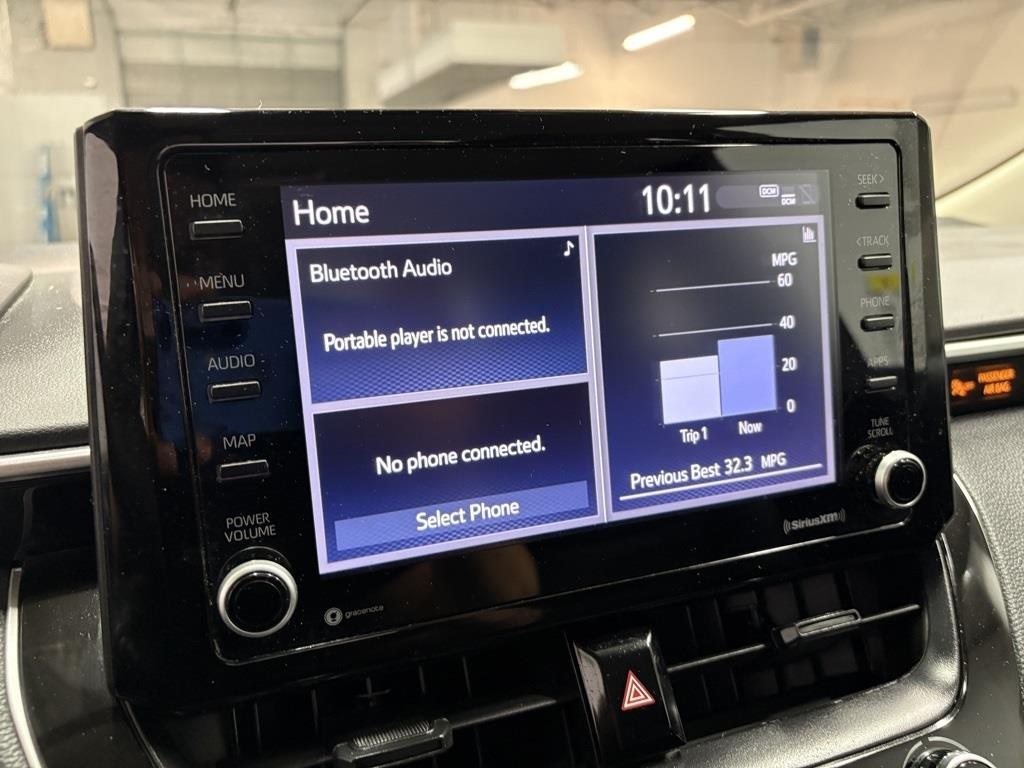 HOME
MENU
AUDIO
MAP
POWER
VOLUME
Home
10:11
DCM
DCM
Bluetooth Audio
Portable player is not connected.
No phone connected.
Select Phone
MPG
60
40
20
0
Trip 1
Now
Previous Best 32.3 MPG
SEEK>
<TRACK
PHONE
APPS
TUNE
SCROLL
((SiriusXM))
gracenote
PASSENGER
AIR BAG